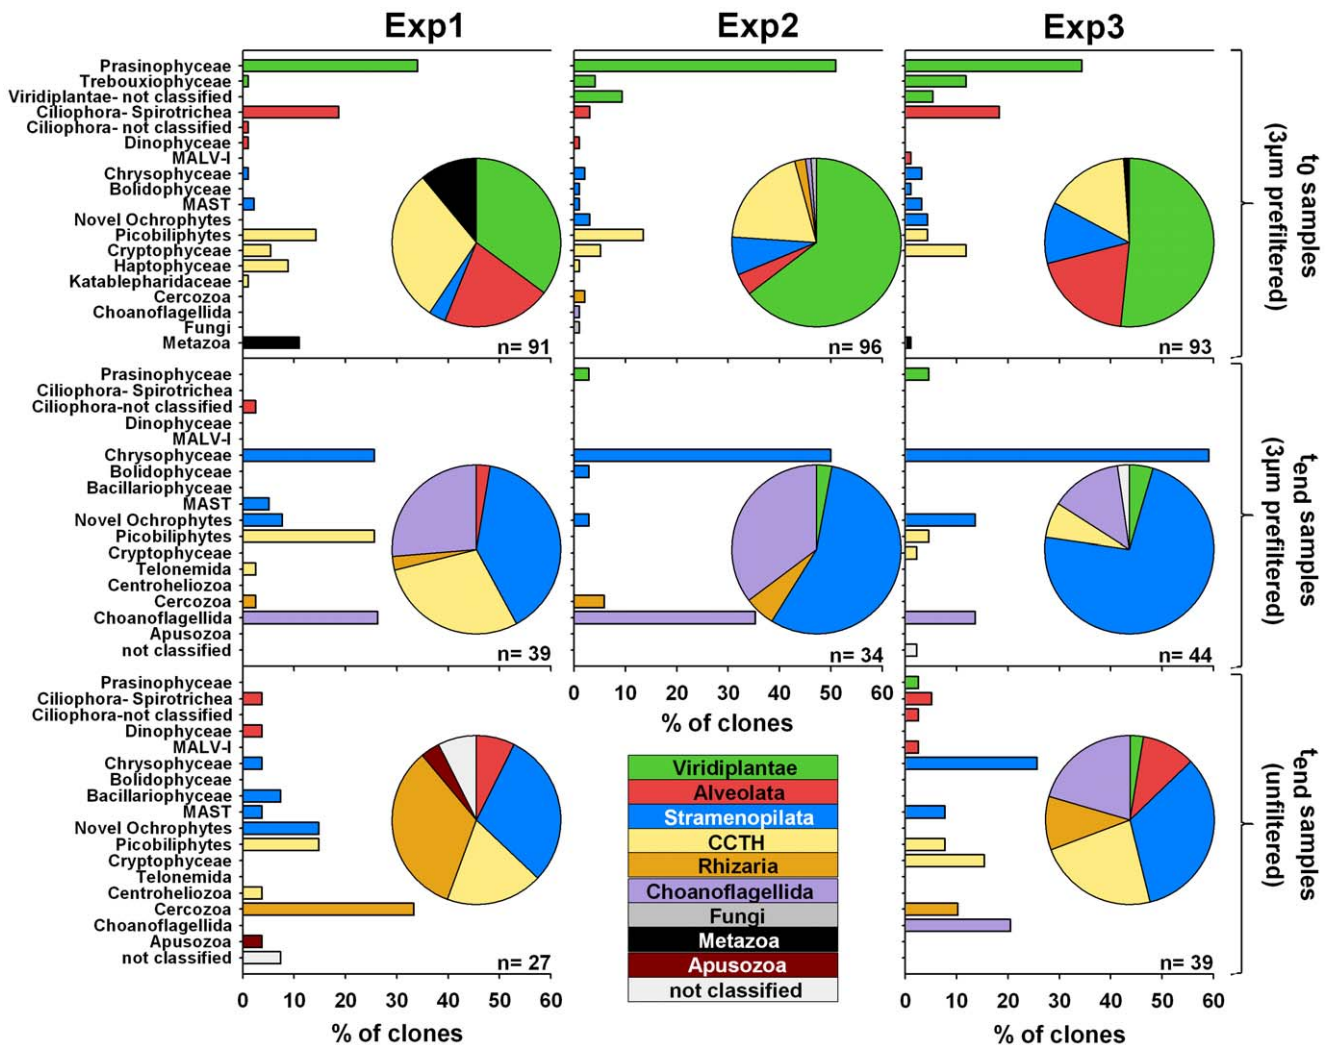 Exp1
Exp2
Exp3
Prasinophyceae
Trebouxiophyceae
Viridiplantae- not classified
Ciliophora- Spirotrichea
Ciliophora- not classified
Dinophyceae
MALV-I
Chrysophyceae
Bolidophyceae
MAST
Novel Ochrophytes
Picobiliphytes
Cryptophyceae
Haptophyceae
Katablepharidaceae
Cercozoa
Choanoflagellida
Fungi
Metazoa
n= 91
n= 96
n= 93
t0 samples
(3µm prefiltered)
Prasinophyceae
Ciliophora- Spirotrichea
Ciliophora-not classified
Dinophyceae
MALV-I
Chrysophyceae
Bolidophyceae
Bacillariophyceae
MAST
Novel Ochrophytes
Picobiliphytes
Cryptophyceae
Telonemida
Centroheliozoa
Cercozoa
Choanoflagellida
Apusozoa
not classified
n= 39
n= 34
n= 44
tend samples
(3µm prefiltered)
0 10 20 30 40 50 60
% of clones
Prasinophyceae
Ciliophora- Spirotrichea
Ciliophora-not classified
Dinophyceae
MALV-I
Chrysophyceae
Bolidophyceae
Bacillariophyceae
MAST
Novel Ochrophytes
Picobiliphytes
Cryptophyceae
Telonemida
Centroheliozoa
Cercozoa
Choanoflagellida
Apusozoa
not classified
n= 27
Viridiplantae
Alveolata
Stramenopilata
CCTH
Rhizaria
Choanoflagellida
Fungi
Metazoa
Apusozoa
not classified
n= 39
tend samples
(unfiltered)
0 10 20 30 40 50 60
% of clones
0 10 20 30 40 50 60
% of clones